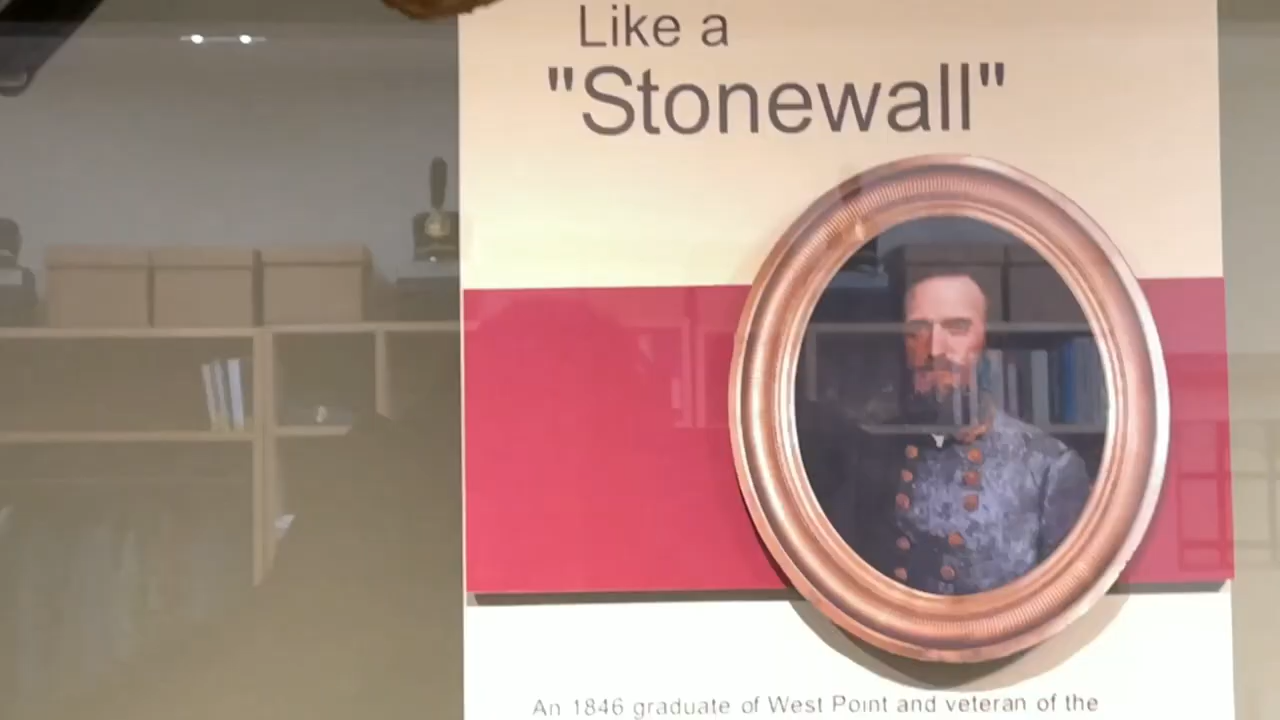 Like a
"Stonewall"
An 1846 graduate of West Point and veteran of the